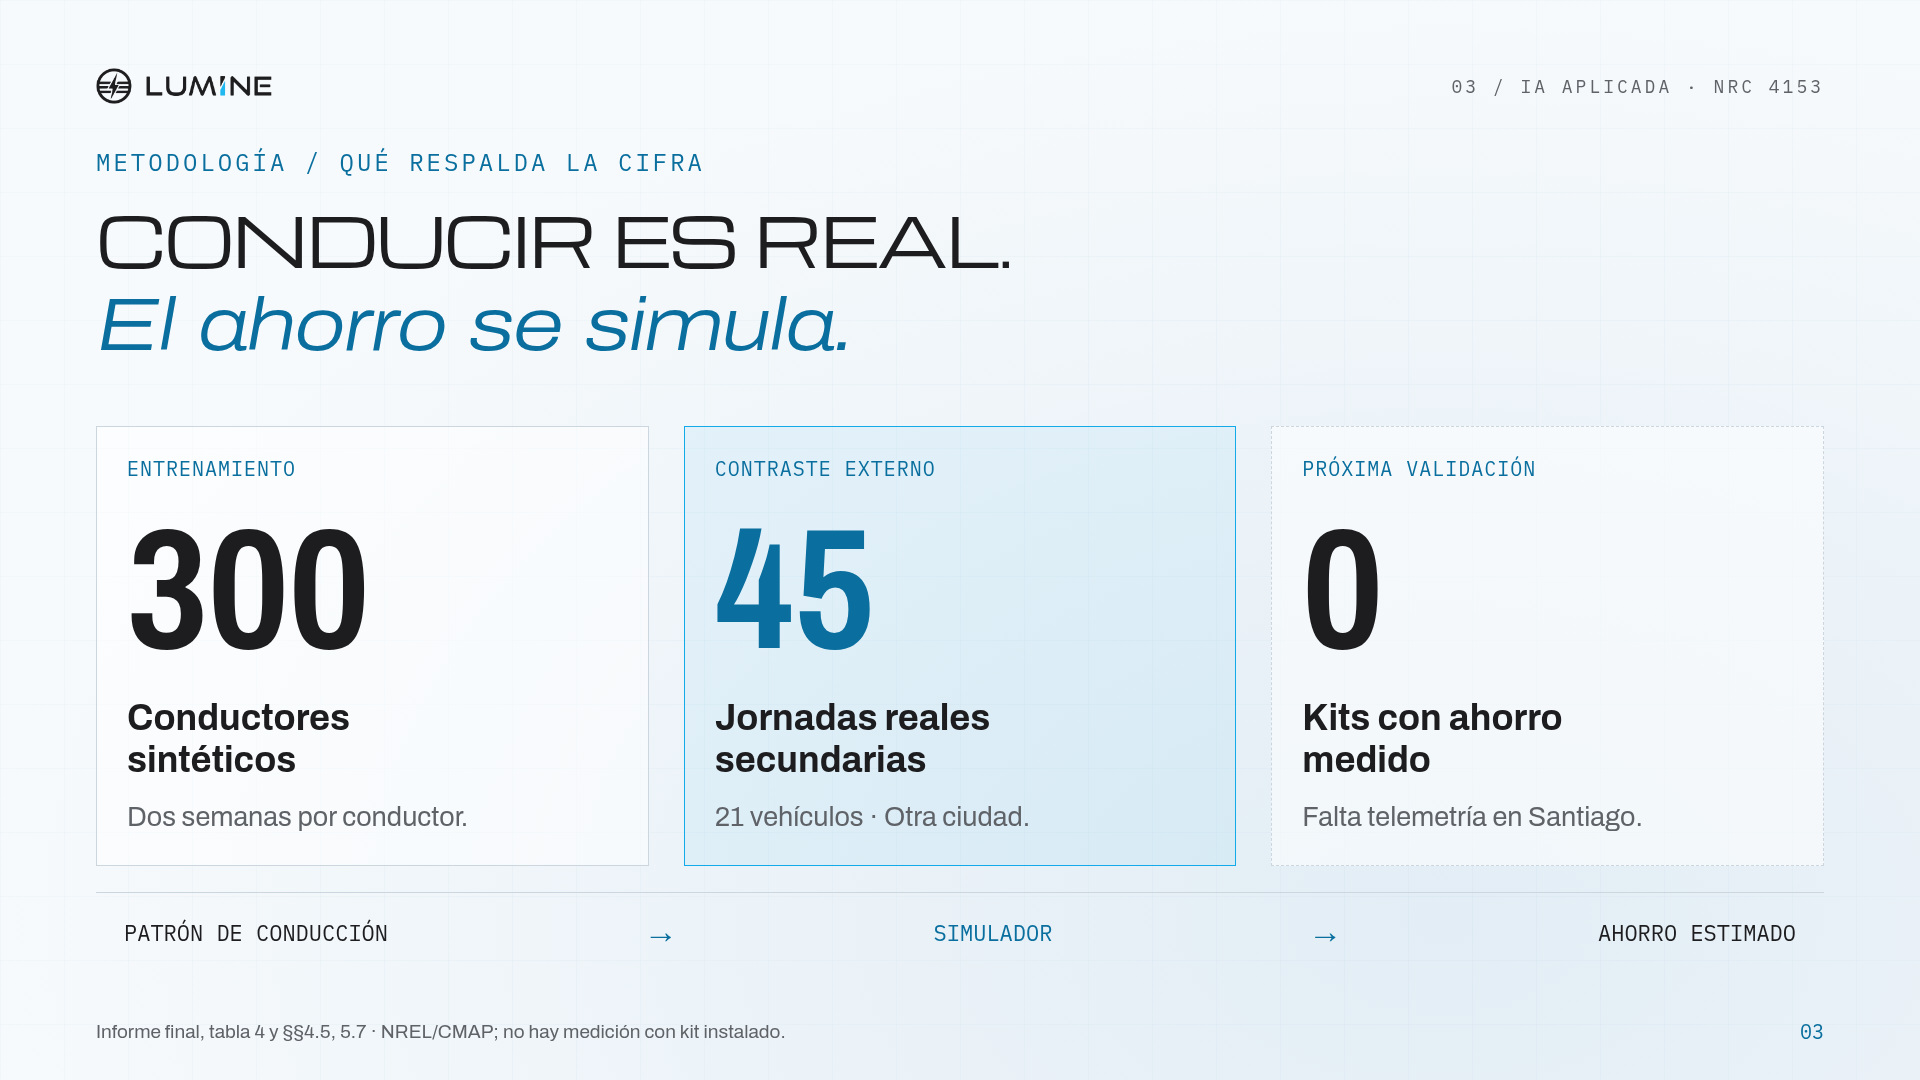 LUMINE
03 / IA APLICADA · NRC 4153
METODOLOGÍA / QUÉ RESPALDA LA CIFRA
CONDUCIR ES REAL.
El ahorro se simula.
ENTRENAMIENTO
300
Conductores
sintéticos
Dos semanas por conductor.
CONTRASTE EXTERNO
45
Jornadas reales
secundarias
21 vehículos · Otra ciudad.
PRÓXIMA VALIDACIÓN
0
Kits con ahorro
medido
Falta telemetría en Santiago.
PATRÓN DE CONDUCCIÓN → SIMULADOR → AHORRO ESTIMADO
Informe final, tabla 4 y §§4.5, 5.7 · NREL/CMAP; no hay medición con kit instalado.
03